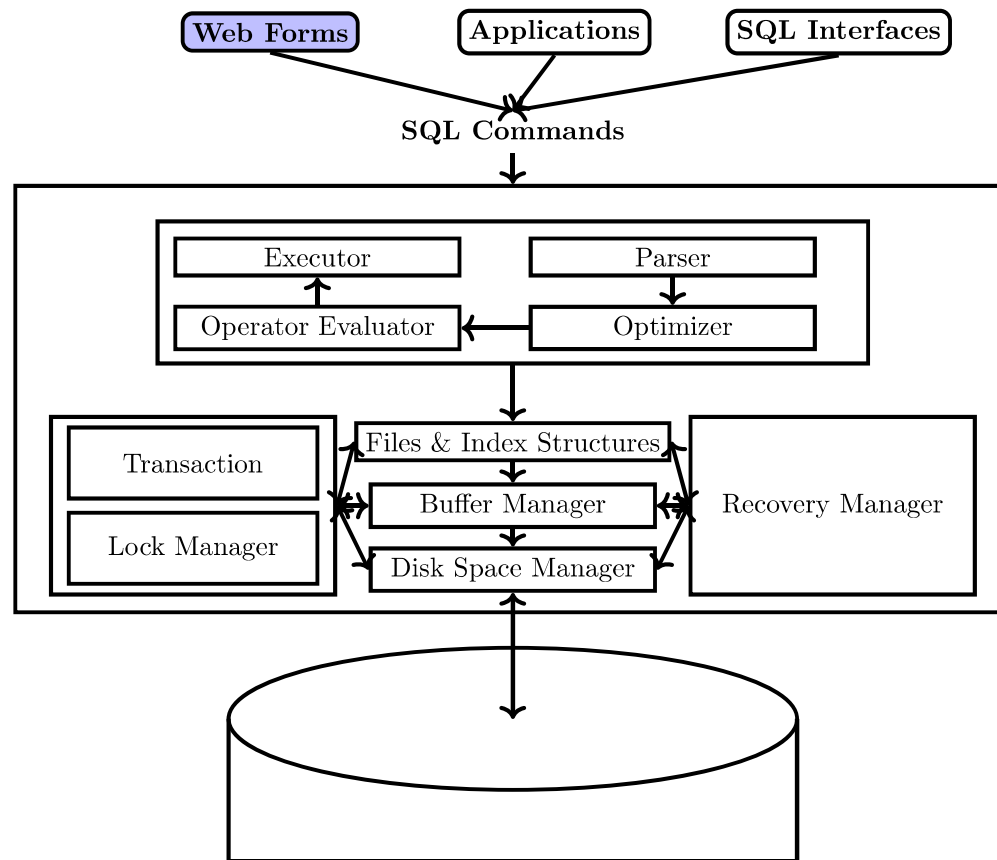 Web Forms
Applications
SQL Interfaces
SQL Commands
Executor
Parser
Operator Evaluator
Optimizer
Files & Index Structures
Transaction
Buffer Manager
Recovery Manager
Lock Manager
Disk Space Manager